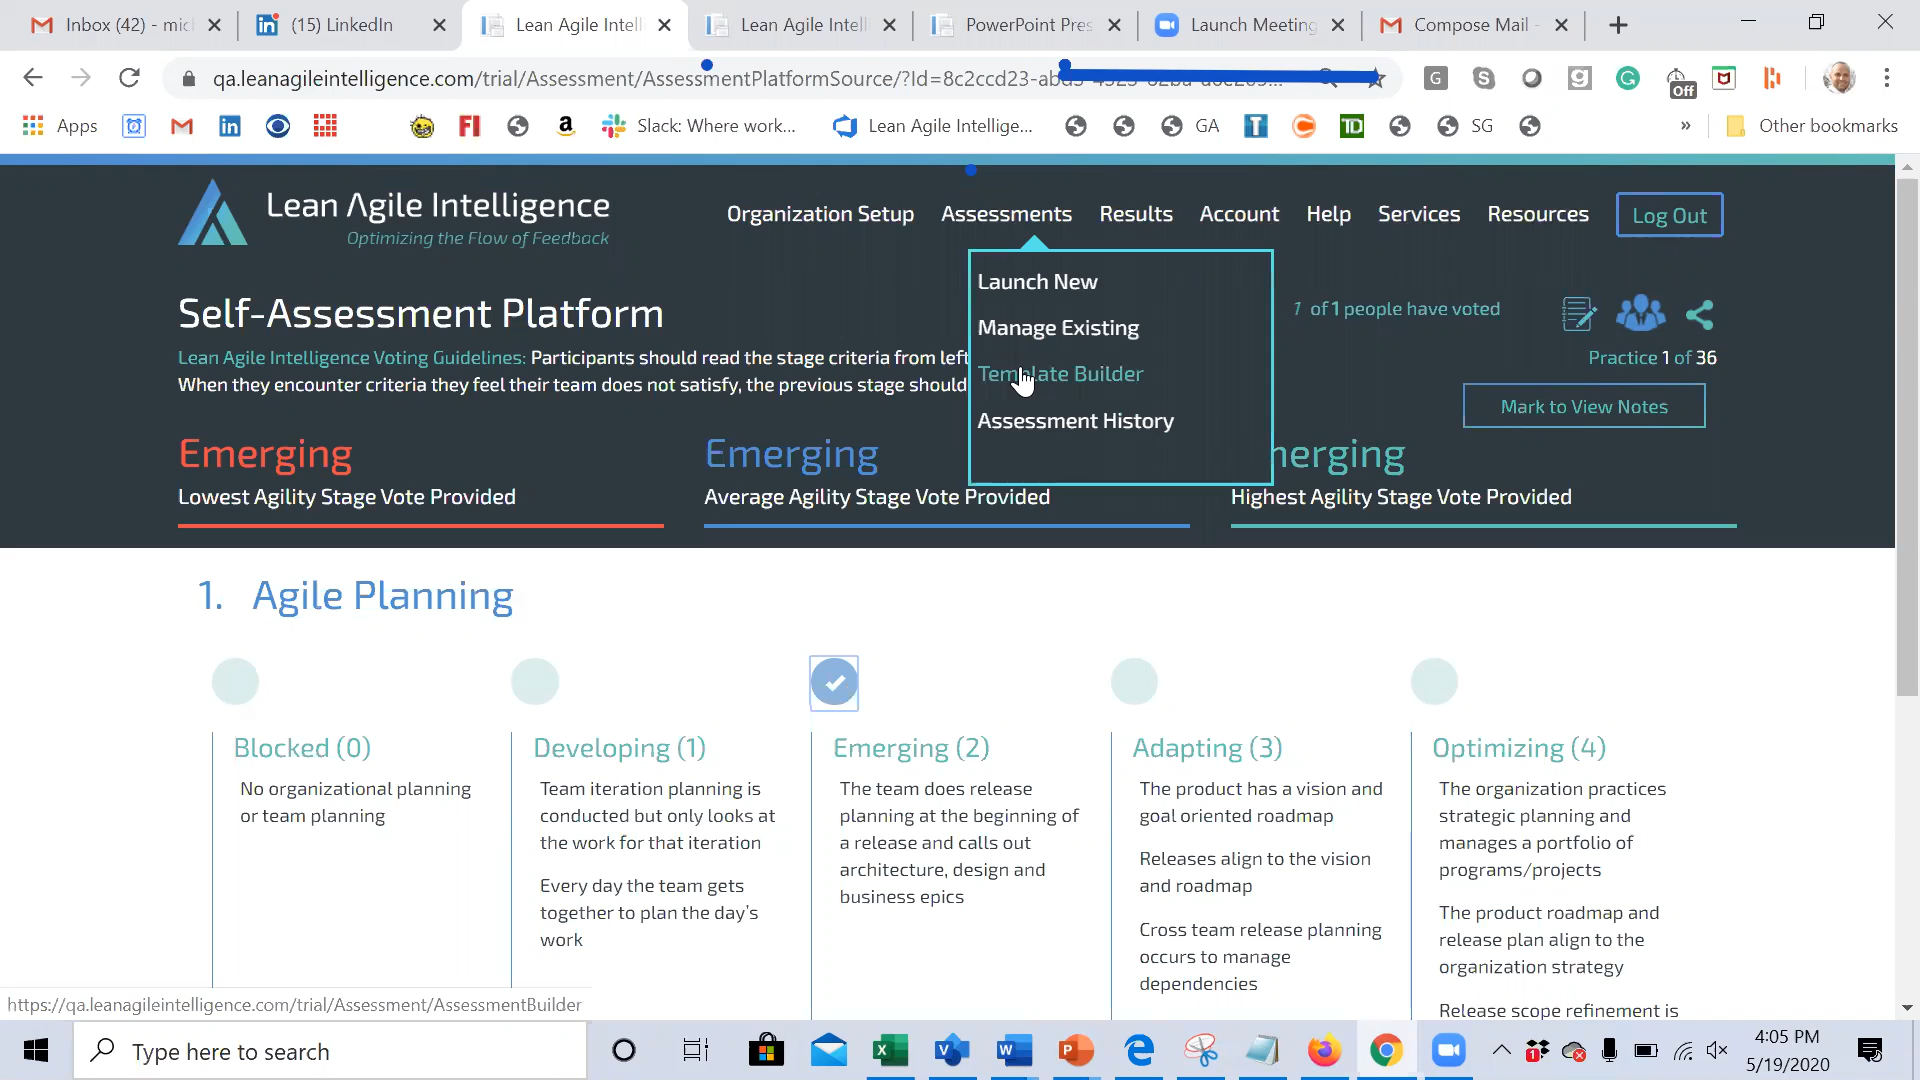 Inbox (42) - mic
(15) LinkedIn
Lean Agile Intelli
Lean Agile Intell
PowerPoint Pres
Launch Meeting
Compose Mail -
qa.leanagileintelligence.com/trial/Assessment/AssessmentPlatformSource/?Id=8c2ccd23-
Off
Apps
Slack: Where work...
Lean Agile Intellige...
GA
SG
»
Other bookmarks
Lean Agile Intelligence
Optimizing the Flow of Feedback
Organization Setup
Assessments
Results
Account
Help
Services
Resources
Log Out
Launch New
Manage Existing
Template Builder
Assessment History
Self-Assessment Platform
1 of 1 people have voted
Lean Agile Intelligence Voting Guidelines: Participants should read the stage criteria from left
Practice 1 of 36
When they encounter criteria they feel their team does not satisfy, the previous stage should
Mark to View Notes
Emerging
Emerging
nerging
Lowest Agility Stage Vote Provided
Average Agility Stage Vote Provided
Highest Agility Stage Vote Provided
1. Agile Planning
Blocked (0)
No organizational planning
or team planning
Developing (1)
Team iteration planning is
conducted but only looks at
the work for that iteration
Every day the team gets
together to plan the day's
work
Emerging (2)
The team does release
planning at the beginning of
a release and calls out
architecture, design and
business epics
Adapting (3)
The product has a vision and
goal oriented roadmap
Releases align to the vision
and roadmap
Cross team release planning
occurs to manage
dependencies
Optimizing (4)
The organization practices
strategic planning and
manages a portfolio of
programs/projects
The product roadmap and
release plan align to the
organization strategy
Release scope refinement is
https://qa.leanagileintelligence.com/trial/Assessment/AssessmentBuilder
Type here to search
4:05 PM
5/19/2020